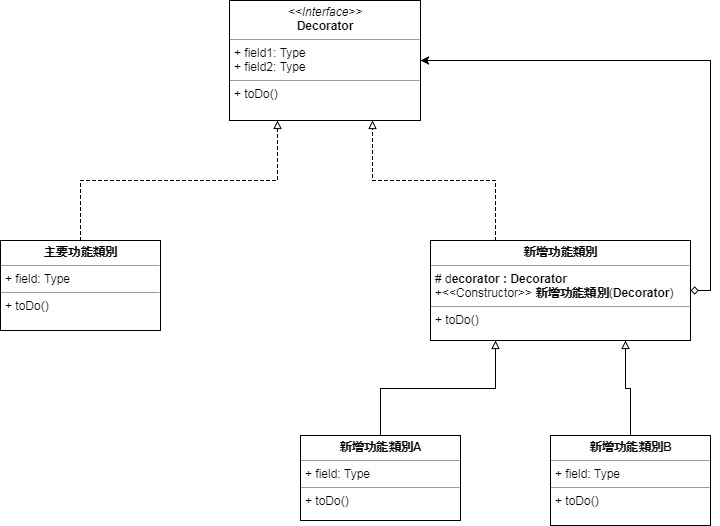 <<Interface>>
Decorator
+ field1: Type
+ field2: Type
+ toDo()
主要功能類別
+ field: Type
+ toDo()
新增功能類別
# decorator : Decorator
+<<Constructor>> 新增功能類別(Decorator)
+ toDo()
新增功能類別A
+ field: Type
+ toDo()
新增功能類別B
+ field: Type
+ toDo()